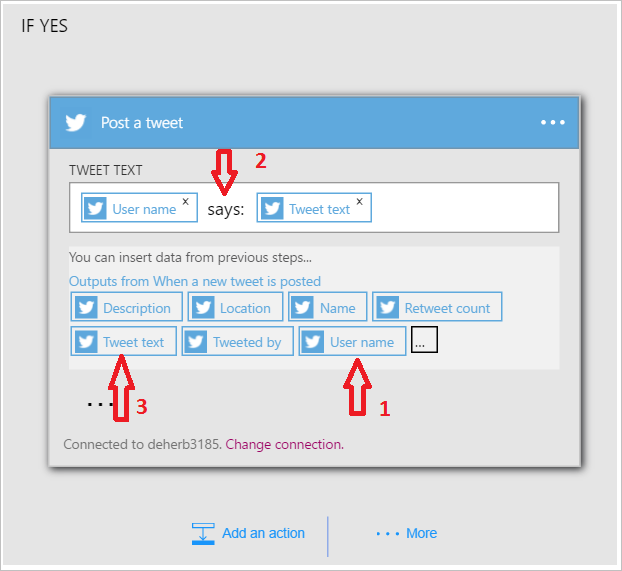 IF YES
Post a tweet
2
TWEET TEXT
User name x says: Tweet text x
You can insert data from previous steps...
Outputs from When a new tweet is posted
Description Location Name Retweet count
Tweet text Tweeted by User name ...
3 1
Connected to deherb3185. Change connection.
Add an action More